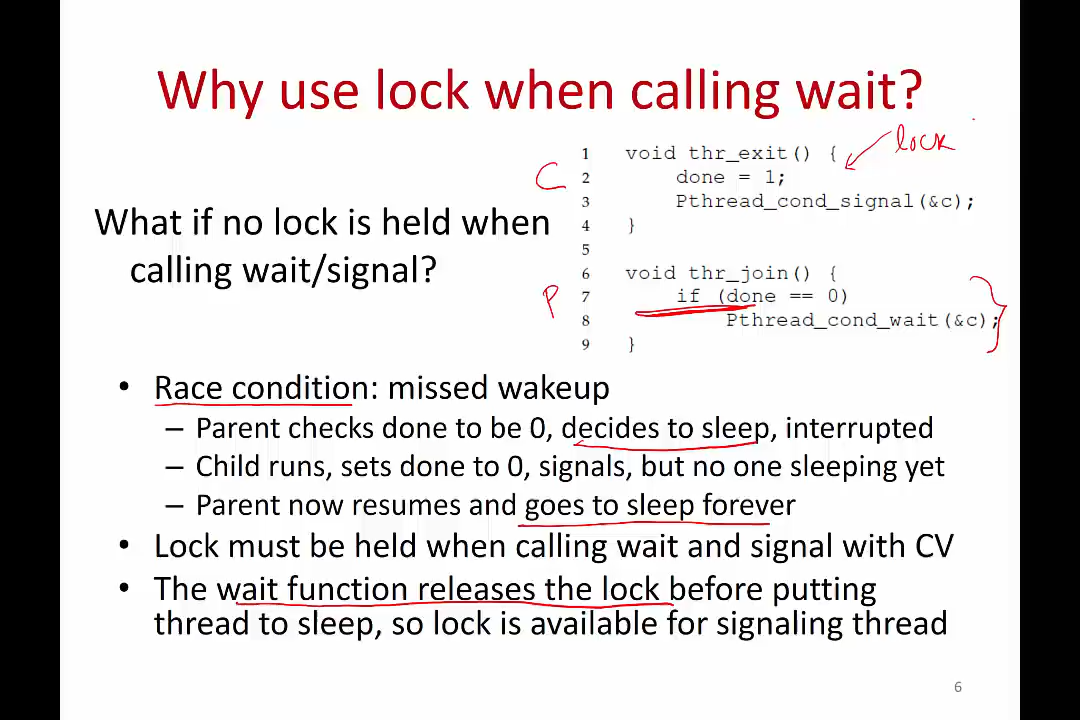 Why use lock when calling wait?
lock
1 void thr_exit() {
C 2 done = 1;
3 Pthread_cond_signal(&c);
4 }
5
6 void thr_join() {
P 7 if (done == 0)
8 Pthread_cond_wait(&c);
9 }
What if no lock is held when
calling wait/signal?
• Race condition: missed wakeup
– Parent checks done to be 0, decides to sleep, interrupted
– Child runs, sets done to 0, signals, but no one sleeping yet
– Parent now resumes and goes to sleep forever
• Lock must be held when calling wait and signal with CV
• The wait function releases the lock before putting
thread to sleep, so lock is available for signaling thread
6